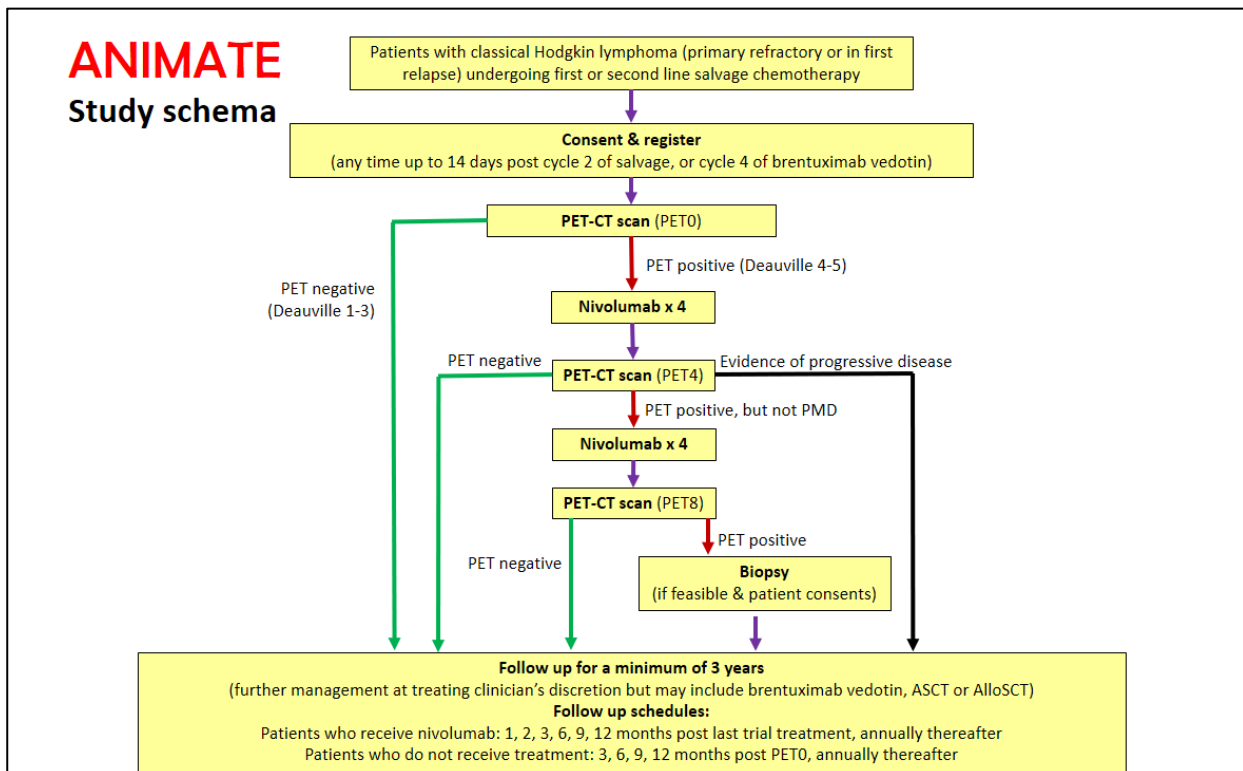 ANIMATE
Study schema
Patients with classical Hodgkin lymphoma (primary refractory or in first
relapse) undergoing first or second line salvage chemotherapy
Consent & register
(any time up to 14 days post cycle 2 of salvage, or cycle 4 of brentuximab vedotin)
PET-CT scan (PET0)
PET positive (Deauville 4-5)
PET negative
(Deauville 1-3)
Nivolumab x 4
PET negative
PET-CT scan (PET4)
Evidence of progressive disease
PET positive, but not PMD
Nivolumab x 4
PET-CT scan (PET8)
PET negative
PET positive
Biopsy
(if feasible & patient consents)
Follow up for a minimum of 3 years
(further management at treating clinician's discretion but may include brentuximab vedotin, ASCT or AlloSCT)
Follow up schedules:
Patients who receive nivolumab: 1, 2, 3, 6, 9, 12 months post last trial treatment, annually thereafter
Patients who do not receive treatment: 3, 6, 9, 12 months post PET0, annually thereafter